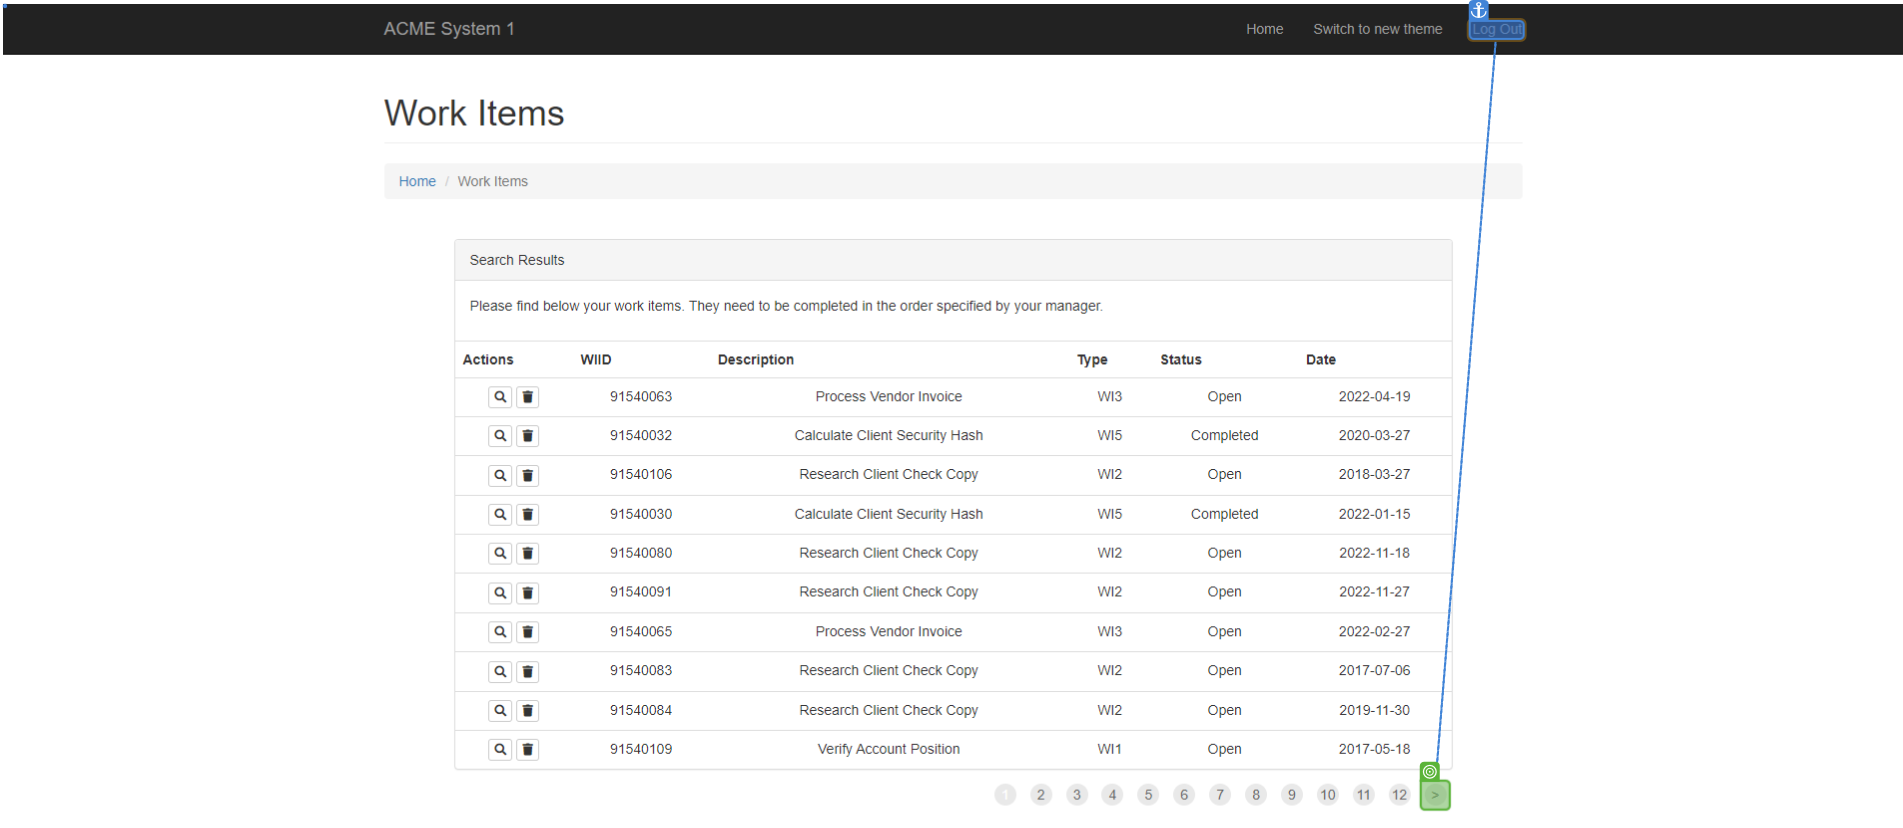 ACME System 1 Home Switch to new theme Log Out
Work Items
Home / Work Items
Search Results
Please find below your work items. They need to be completed in the order specified by your manager.
Actions WIID Description Type Status Date
91540063 Process Vendor Invoice WI3 Open 2022-04-19
91540032 Calculate Client Security Hash WI5 Completed 2020-03-27
91540106 Research Client Check Copy WI2 Open 2018-03-27
91540030 Calculate Client Security Hash WI5 Completed 2022-01-15
91540080 Research Client Check Copy WI2 Open 2022-11-18
91540091 Research Client Check Copy WI2 Open 2022-11-27
91540065 Process Vendor Invoice WI3 Open 2022-02-27
91540083 Research Client Check Copy WI2 Open 2017-07-06
91540084 Research Client Check Copy WI2 Open 2019-11-30
91540109 Verify Account Position WI1 Open 2017-05-18
1 2 3 4 5 6 7 8 9 10 11 12 >